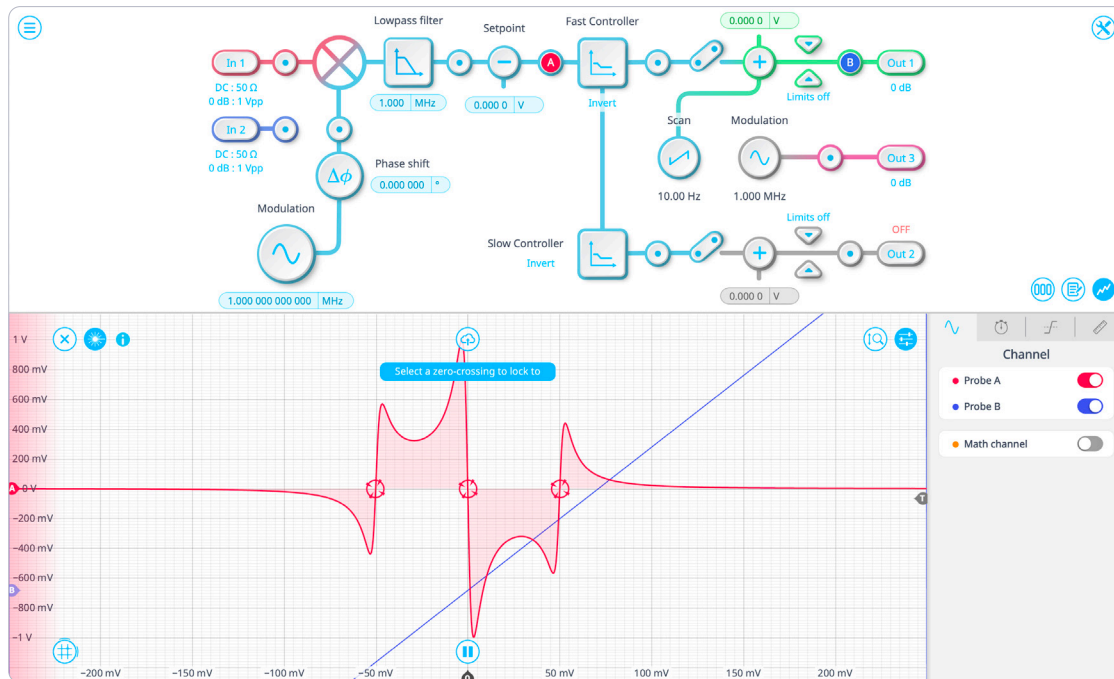 Lowpass filter
Setpoint
Fast Controller
0.000 0 V
In 1
A
B
Out 1
DC : 50 Ω
0 dB : 1 Vpp
1.000 MHz
0.000 0 V
Invert
Limits off
0 dB
In 2
Scan
Modulation
DC : 50 Ω
0 dB : 1 Vpp
Phase shift
Δϕ
0.000 000 °
Out 3
0 dB
10.00 Hz
1.000 MHz
Modulation
Limits off
OFF
Slow Controller
Invert
Out 2
1.000 000 000 000 MHz
0.000 0 V
1 V
800 mV
600 mV
400 mV
200 mV
0 V
−200 mV
−400 mV
−600 mV
−800 mV
−1 V
A
B
T
Select a zero-crossing to lock to
−200 mV
−150 mV
−100 mV
−50 mV
0
50 mV
100 mV
150 mV
200 mV
Channel
Probe A
Probe B
Math channel